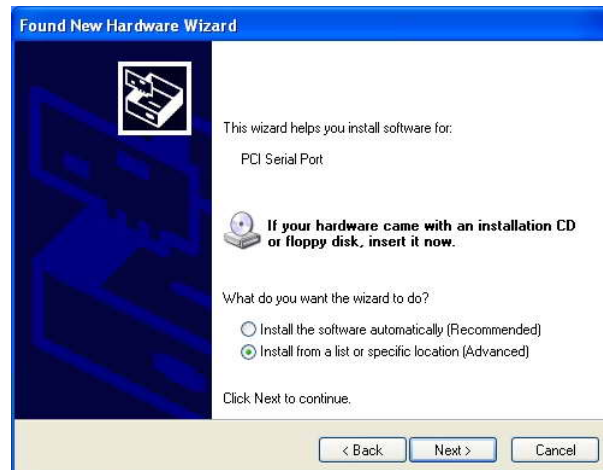 Found New Hardware Wizard
This wizard helps you install software for:
PCI Serial Port
If your hardware came with an installation CD
or floppy disk, insert it now.
What do you want the wizard to do?
Install the software automatically (Recommended)
Install from a list or specific location (Advanced)
Click Next to continue.
< Back Next > Cancel